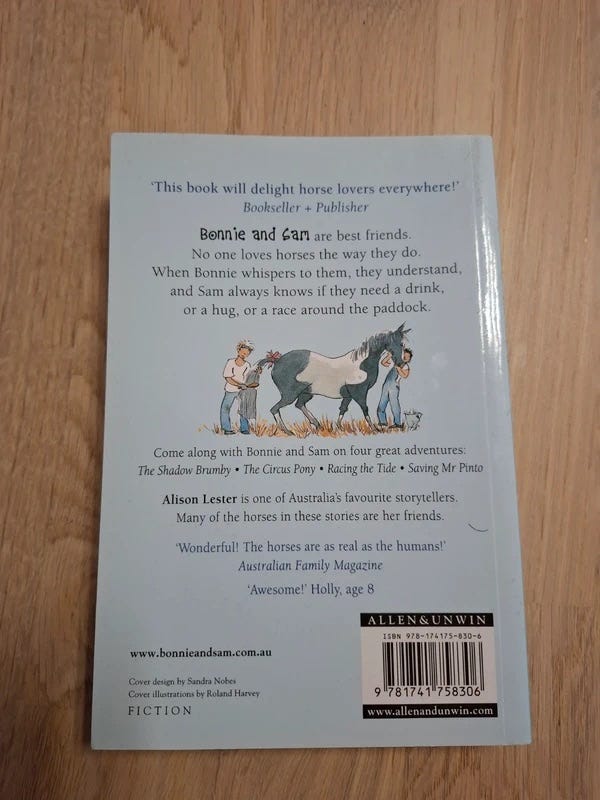 ‘This book will delight horse lovers everywhere!’
Bookseller + Publisher
Bonnie and Sam are best friends.
No one loves horses the way they do.
When Bonnie whispers to them, they understand,
and Sam always knows if they need a drink,
or a hug, or a race around the paddock.
Come along with Bonnie and Sam on four great adventures:
The Shadow Brumby • The Circus Pony • Racing the Tide • Saving Mr Pinto
Alison Lester is one of Australia’s favourite storytellers.
Many of the horses in these stories are her friends.
‘Wonderful! The horses are as real as the humans!’
Australian Family Magazine
‘Awesome!’ Holly, age 8
www.bonnieandsam.com.au
Cover design by Sandra Nobes
Cover illustrations by Roland Harvey
FICTION
ALLEN&UNWIN
ISBN 978-174175-830-6
9 781741 758306
www.allenandunwin.com